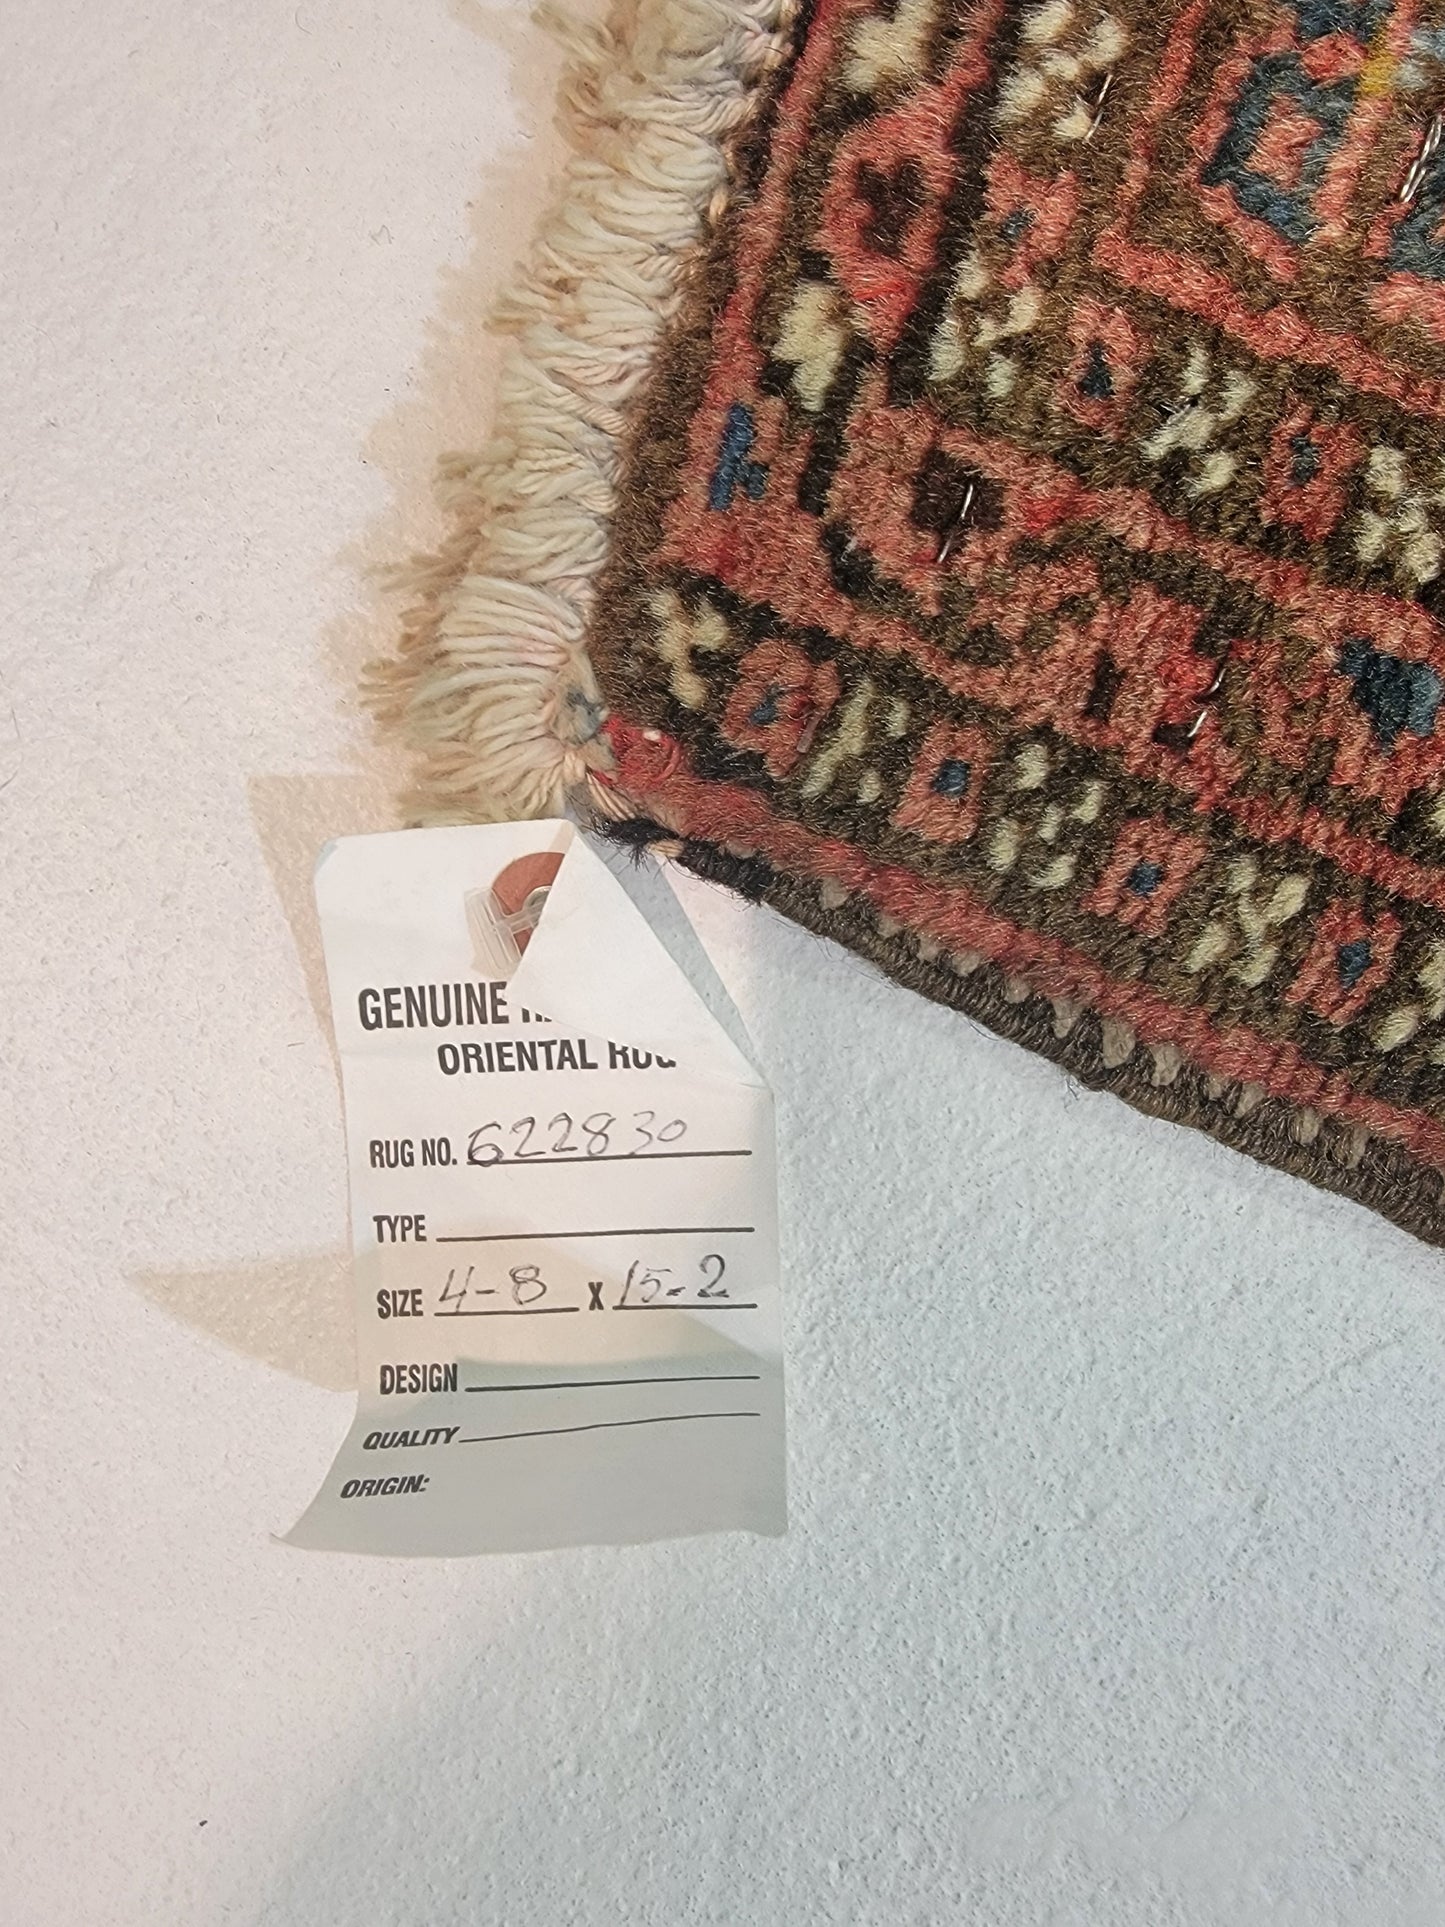 GENUINE
ORIENTAL RUG
RUG NO. 622830
TYPE
SIZE 4-8 X 15-2
DESIGN
QUALITY
ORIGIN: